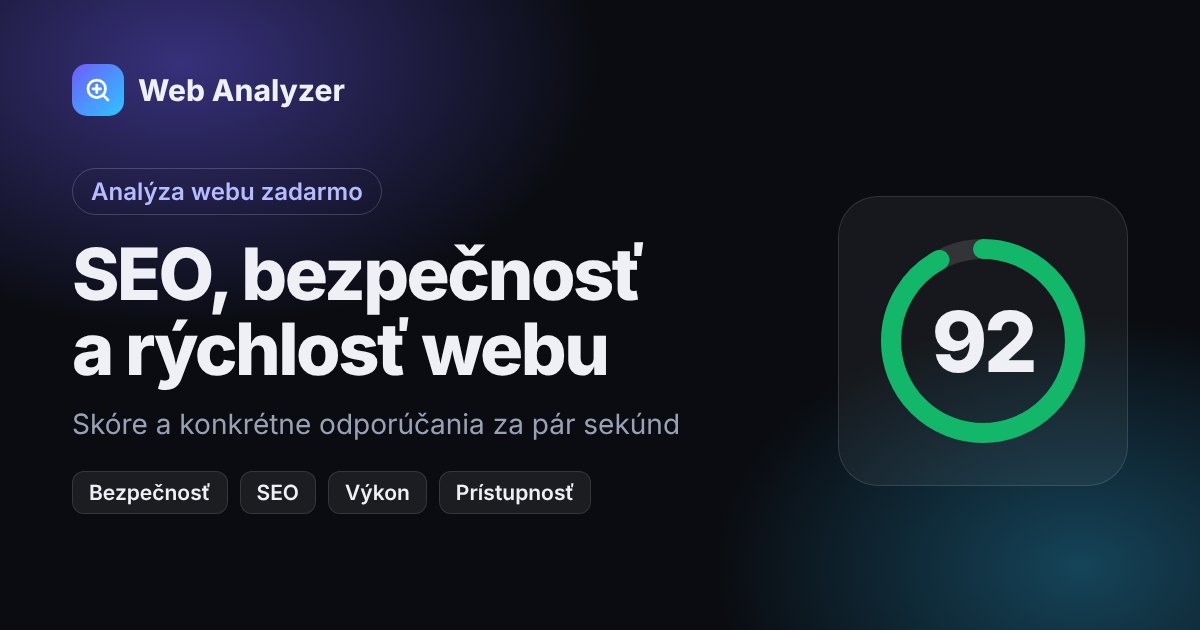 Web Analyzer
Analýza webu zadarmo
SEO, bezpečnosť
a rýchlosť webu
Skóre a konkrétne odporúčania za pár sekúnd
Bezpečnosť
SEO
Výkon
Prístupnosť
92